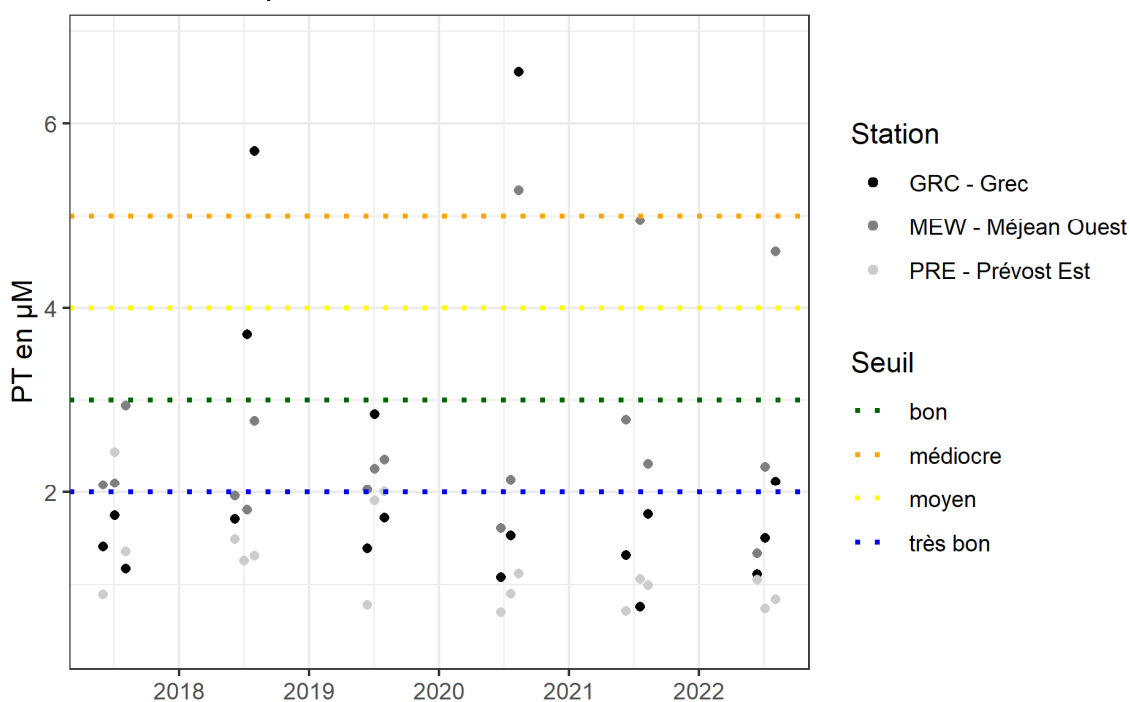 PT en µM
6
4
2
2018
2019
2020
2021
2022
Station
GRC - Grec
MEW - Méjean Ouest
PRE - Prévost Est
Seuil
bon
médiocre
moyen
très bon